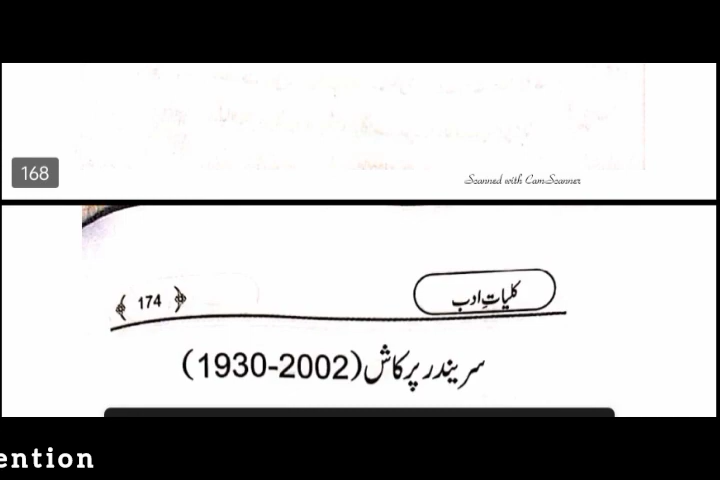 168
Scanned with CamScanner
کلیاتِ ادب
174
سریندر پرکاش (1930-2002)
ention